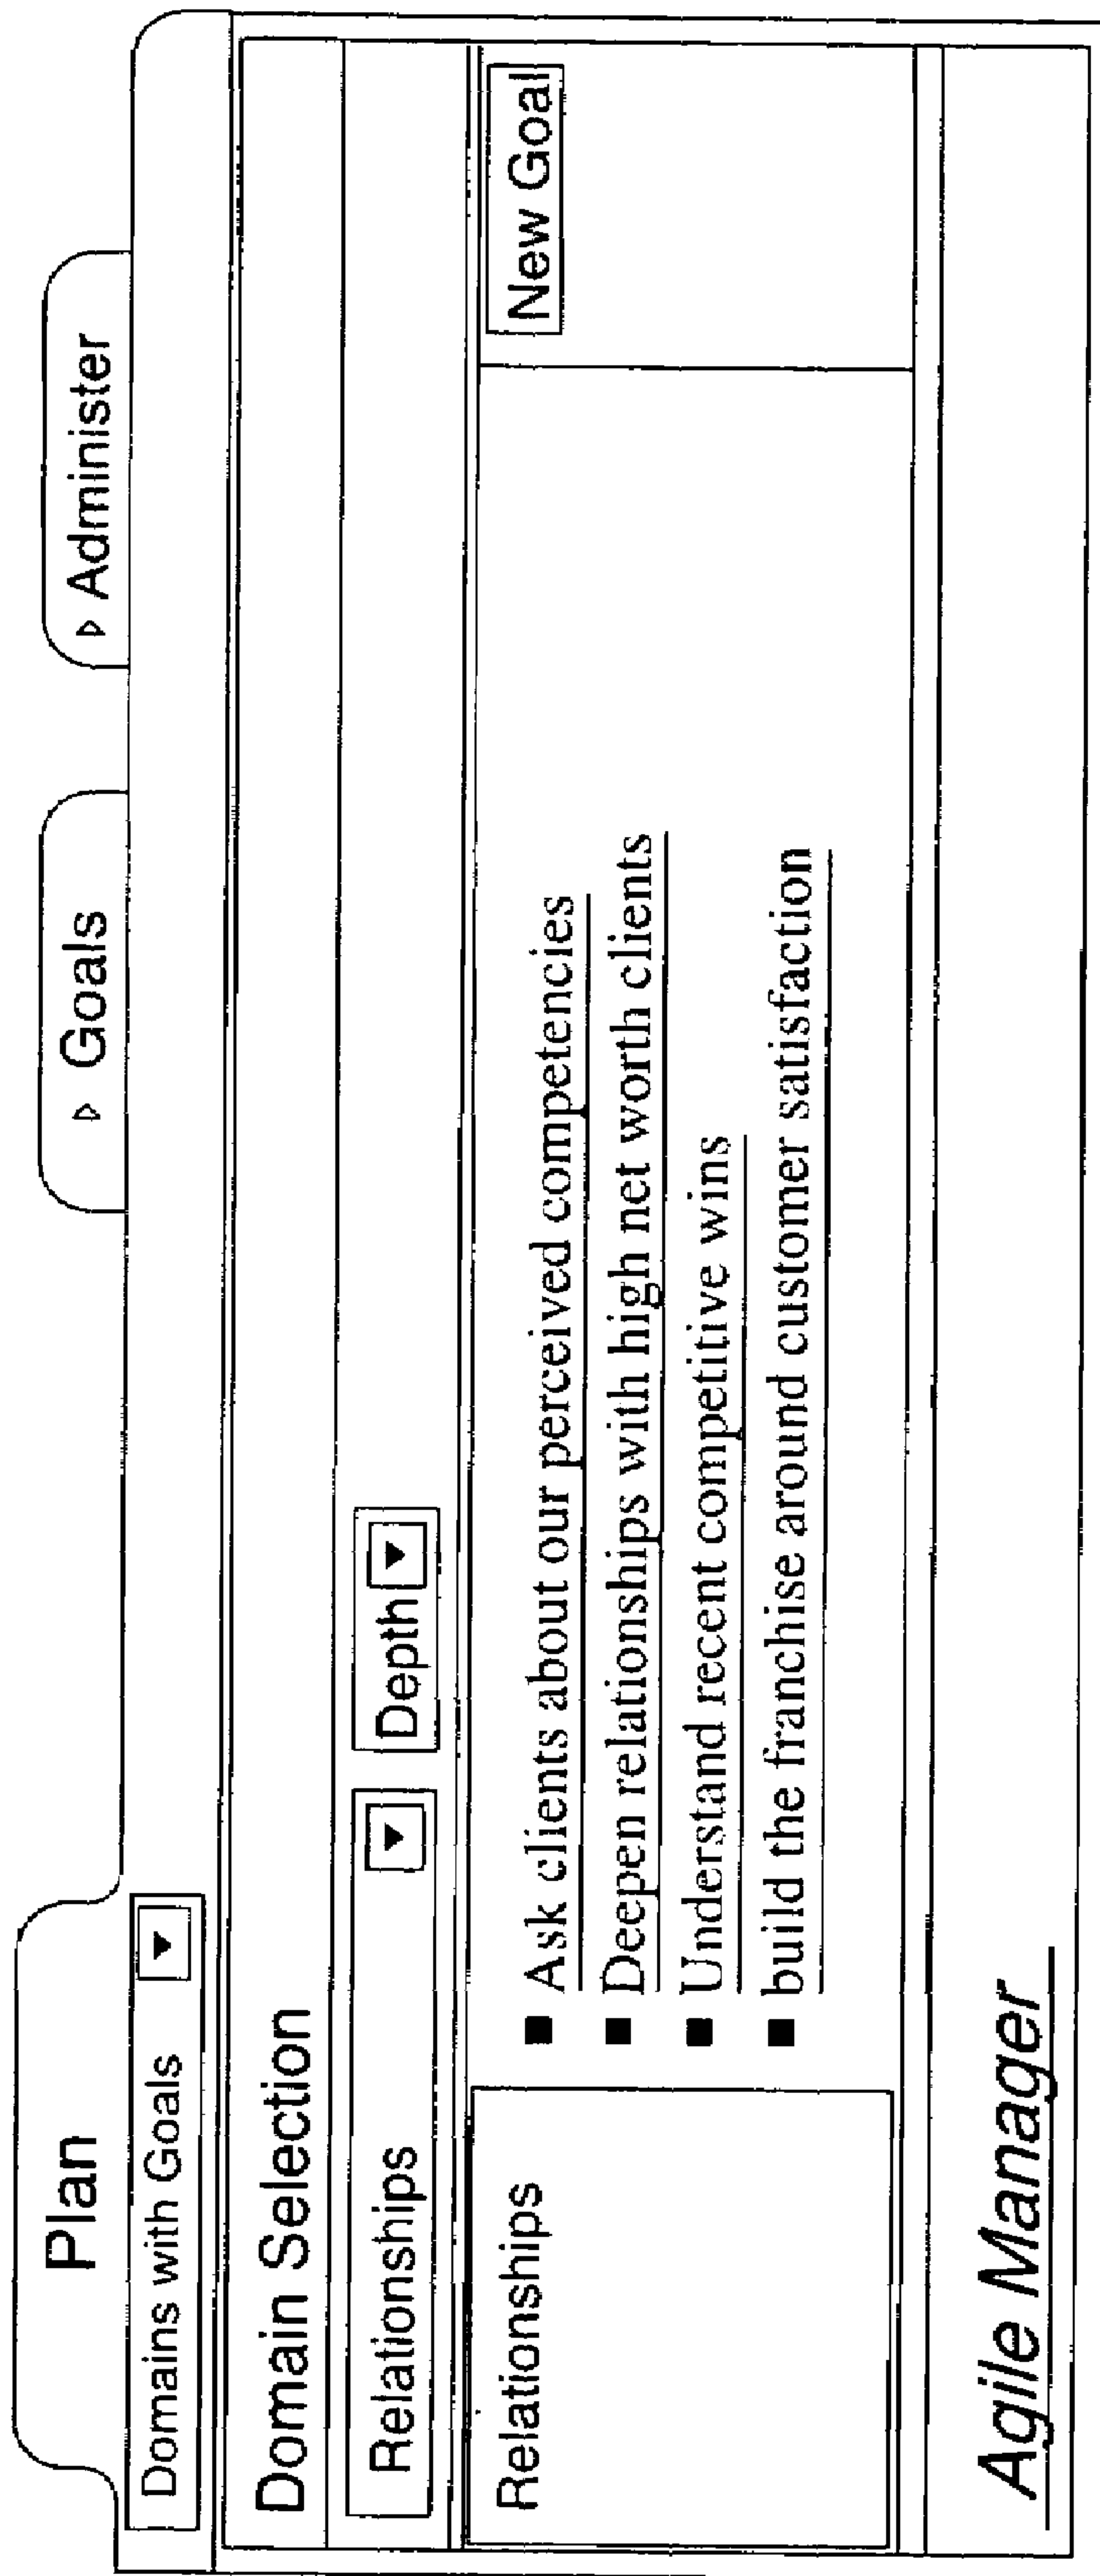 Plan
▷ Goals
▷ Administer
Domains with Goals
Domain Selection
Relationships
Depth
Relationships
Ask clients about our perceived competencies
Deepen relationships with high net worth clients
Understand recent competitive wins
build the franchise around customer satisfaction
New Goal
Agile Manager